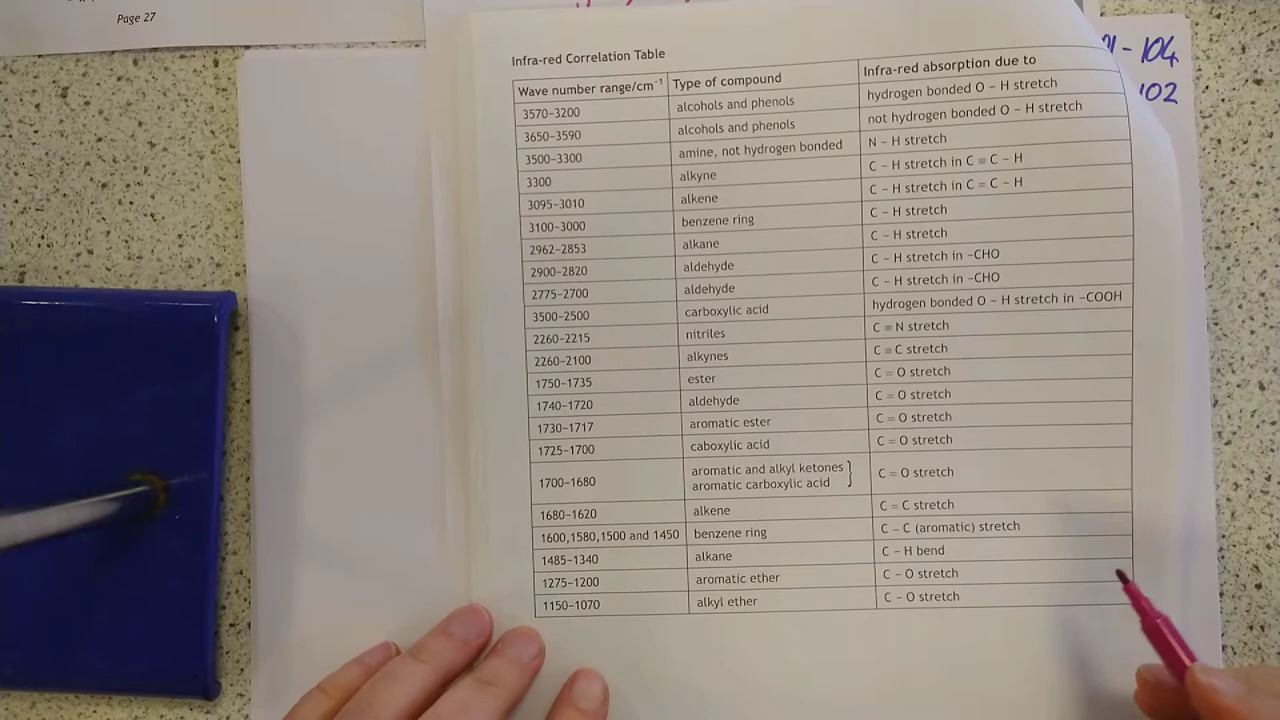 Page 27
Infra-red Correlation Table
Wave number range/cm⁻¹ Type of compound Infra-red absorption due to
3570–3200 alcohols and phenols hydrogen bonded O – H stretch
3650–3590 alcohols and phenols not hydrogen bonded O – H stretch
3500–3300 amine, not hydrogen bonded N – H stretch
3300 alkyne C – H stretch in C ≡ C – H
3095–3010 alkene C – H stretch in C = C – H
3100–3000 benzene ring C – H stretch
2962–2853 alkane C – H stretch
2900–2820 aldehyde C – H stretch in –CHO
2775–2700 aldehyde C – H stretch in –CHO
3500–2500 carboxylic acid hydrogen bonded O – H stretch in –COOH
2260–2215 nitriles C ≡ N stretch
2260–2100 alkynes C ≡ C stretch
1750–1735 ester C = O stretch
1740–1720 aldehyde C = O stretch
1730–1717 aromatic ester C = O stretch
1725–1700 caboxylic acid C = O stretch
1700–1680 aromatic and alkyl ketones } C = O stretch
aromatic carboxylic acid
1680–1620 alkene C = C stretch
1600,1580,1500 and 1450 benzene ring C – C (aromatic) stretch
1485–1340 alkane C – H bend
1275–1200 aromatic ether C – O stretch
1150–1070 alkyl ether C – O stretch
- 104
102